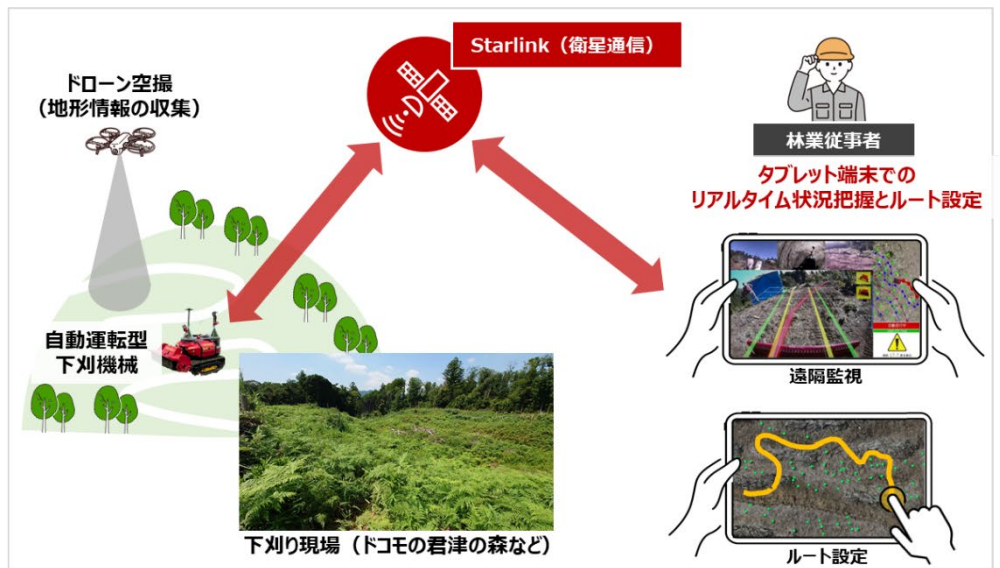 Starlink（衛星通信）
ドローン空撮
（地形情報の収集）
林業従事者
タブレット端末での
リアルタイム状況把握とルート設定
自動運転型
下刈機械
遠隔監視
下刈り現場（ドコモの君津の森など）
ルート設定